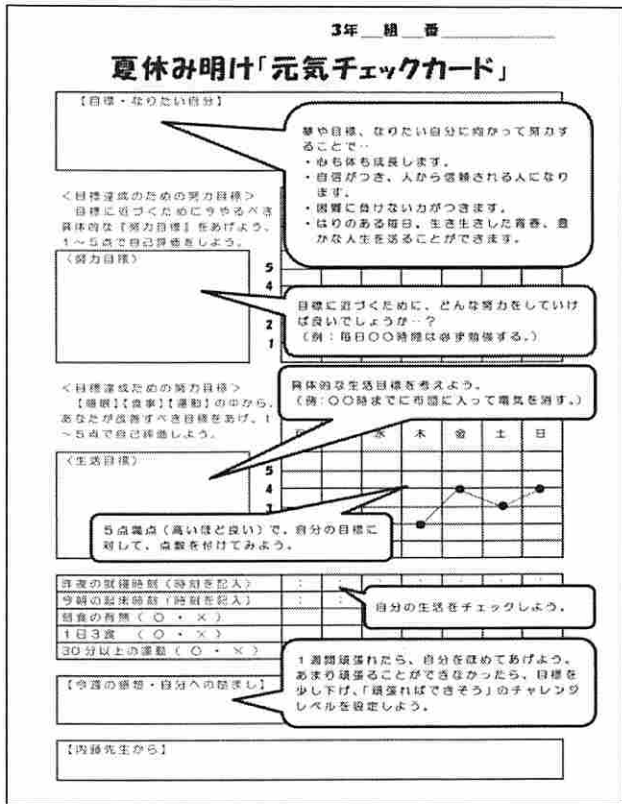 3年__組__番
夏休み明け「元気チェックカード」
【目標・なりたい自分】
夢や目標、なりたい自分に向かって努力す
ることで‥
・心も体も成長します。
・自信がつき、人から信頼される人になり
ます。
・困難に負けない力がつきます。
・はりのある毎日、生き生きした青春、豊
かな人生を送ることができます。
＜目標達成のための努力目標＞
目標に近づくために今やるべき
具体的な『努力目標』をあげよう。
1～5点で自己評価をしよう。
〈努力目標〉
5
4
2
1
目標に近づくために、どんな努力をしていけ
ば良いでしょうか‥？
（例：毎日〇〇時間は必ず勉強する。）
＜目標達成ための努力目標＞
【睡眠】【食事】【運動】の中から、
あなたが改善すべき目標をあげ、1
～5点で自己評価しよう。
具体的な生活目標を考えよう。
（例：〇〇時までに布団に入って電気を消す。）
水 木 金 土 日
〈生活目標〉
5
4
3
5点満点（高いほど良い）で、自分の目標に
対して、点数を付けてみよう。
昨夜の就寝時刻（時刻を記入）
今朝の起床時刻（時刻を記入）
朝食の有無（〇・×）
1日3食（〇・×）
30分以上の運動（〇・×）
自分の生活をチェックしよう。
【今週の感想・自分への励まし】
1週間頑張れたら、自分をほめてあげよう。
あまり頑張ることができなかったら、目標を
少し下げ、「頑張ればできそう」のチャレンジ
レベルを設定しよう。
【内藤先生から】